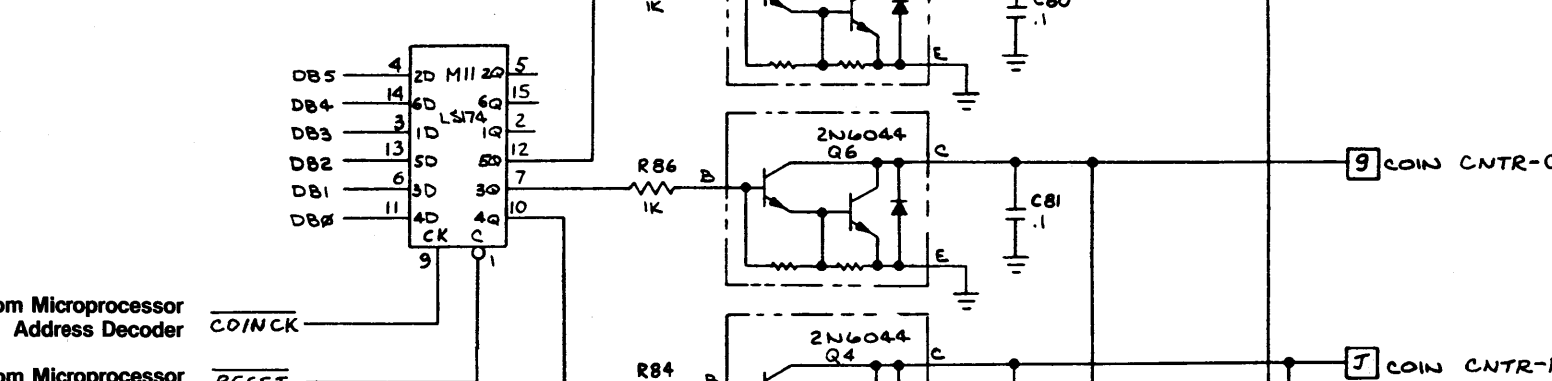 1K
C80
.1
E
DB5 4 2D M11 2Q 5
DB4 14 6D 6Q 15
LS174
DB3 3 1D 1Q 2
DB2 13 5D 5Q 12
DB1 6 3D 3Q 7
DBØ 11 4D 4Q 10
CK C
9 1
R86
1K
B
2N6044
Q6
C
E
C81
.1
9 COIN CNTR-
om Microprocessor
Address Decoder COINCK
om Microprocessor RESET
R84
B
2N6044
Q4
C
J COIN CNTR-